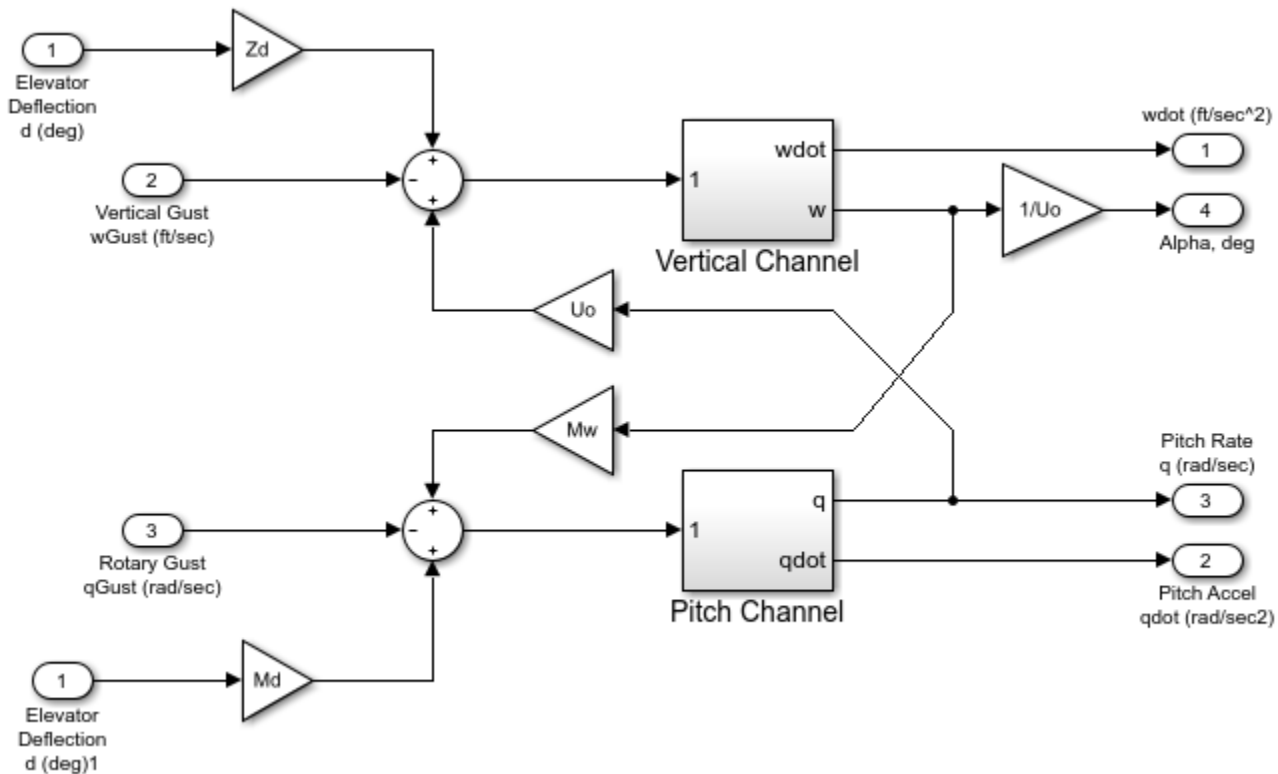 1
Elevator
Deflection
d (deg)
Zd
+
-
+
2
Vertical Gust
wGust (ft/sec)
1
wdot
w
Vertical Channel
wdot (ft/sec^2)
1
1/Uo
4
Alpha, deg
Uo
Mw
+
-
+
3
Rotary Gust
qGust (rad/sec)
1
q
qdot
Pitch Channel
Pitch Rate
q (rad/sec)
3
2
Pitch Accel
qdot (rad/sec2)
1
Elevator
Deflection
d (deg)1
Md